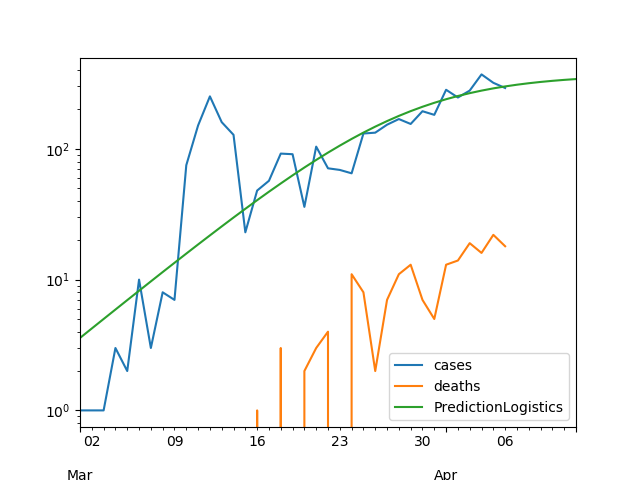 10²
10¹
10⁰
cases
deaths
PredictionLogistics
02 09 16 23 30 06
Mar Apr